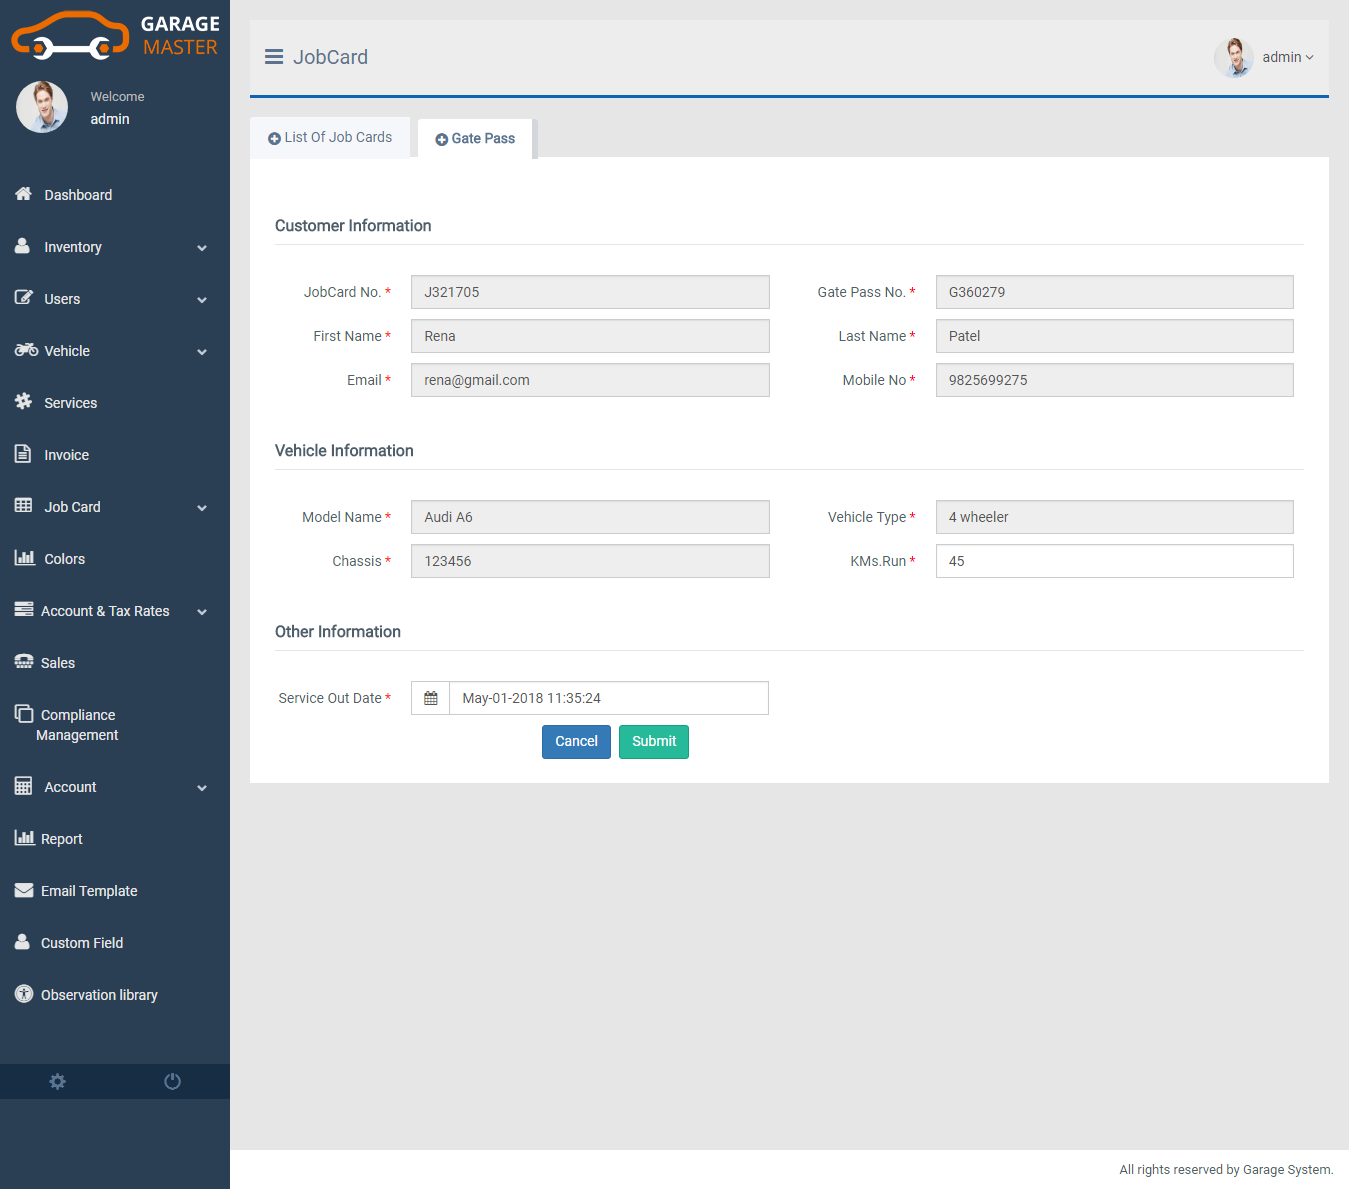 GARAGE
MASTER
Welcome
admin
Dashboard
Inventory
Users
Vehicle
Services
Invoice
Job Card
Colors
Account & Tax Rates
Sales
Compliance
Management
Account
Report
Email Template
Custom Field
Observation library
JobCard
admin
List Of Job Cards
Gate Pass
Customer Information
JobCard No. * J321705 Gate Pass No. * G360279
First Name * Rena Last Name * Patel
Email * rena@gmail.com Mobile No * 9825699275
Vehicle Information
Model Name * Audi A6 Vehicle Type * 4 wheeler
Chassis * 123456 KMs.Run * 45
Other Information
Service Out Date * May-01-2018 11:35:24
Cancel Submit
All rights reserved by Garage System.